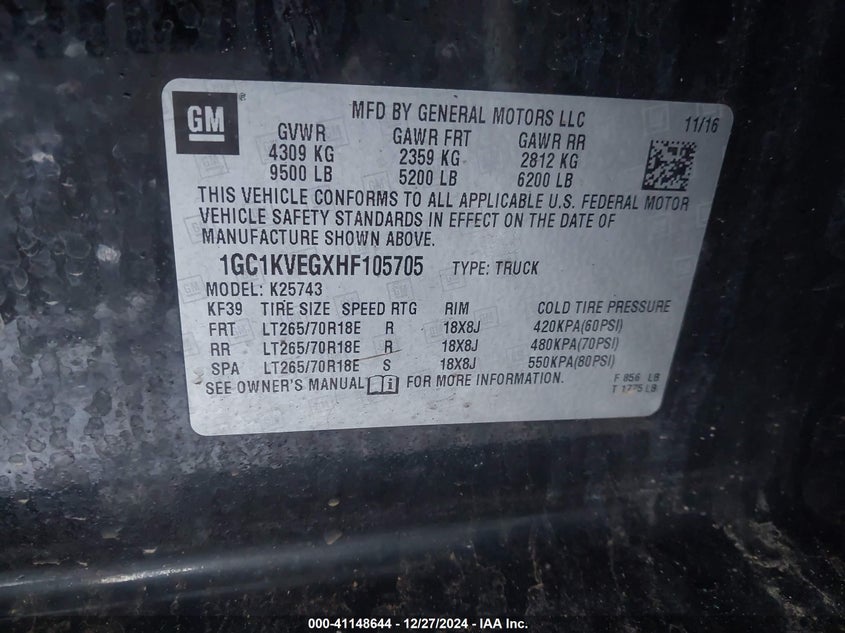 GM ®
MFD BY GENERAL MOTORS LLC 11/16
GVWR GAWR FRT GAWR RR
4309 KG 2359 KG 2812 KG
9500 LB 5200 LB 6200 LB
THIS VEHICLE CONFORMS TO ALL APPLICABLE U.S. FEDERAL MOTOR
VEHICLE SAFETY STANDARDS IN EFFECT ON THE DATE OF
MANUFACTURE SHOWN ABOVE.
1GC1KVEGXHF105705 TYPE: TRUCK
MODEL: K25743
KF39 TIRE SIZE SPEED RTG RIM COLD TIRE PRESSURE
FRT LT265/70R18E R 18X8J 420KPA(60PSI)
RR LT265/70R18E R 18X8J 480KPA(70PSI)
SPA LT265/70R18E S 18X8J 550KPA(80PSI)
SEE OWNER'S MANUAL FOR MORE INFORMATION.
F 856 LB
T 1775 LB
000-41148644 - 12/27/2024 - IAA Inc.